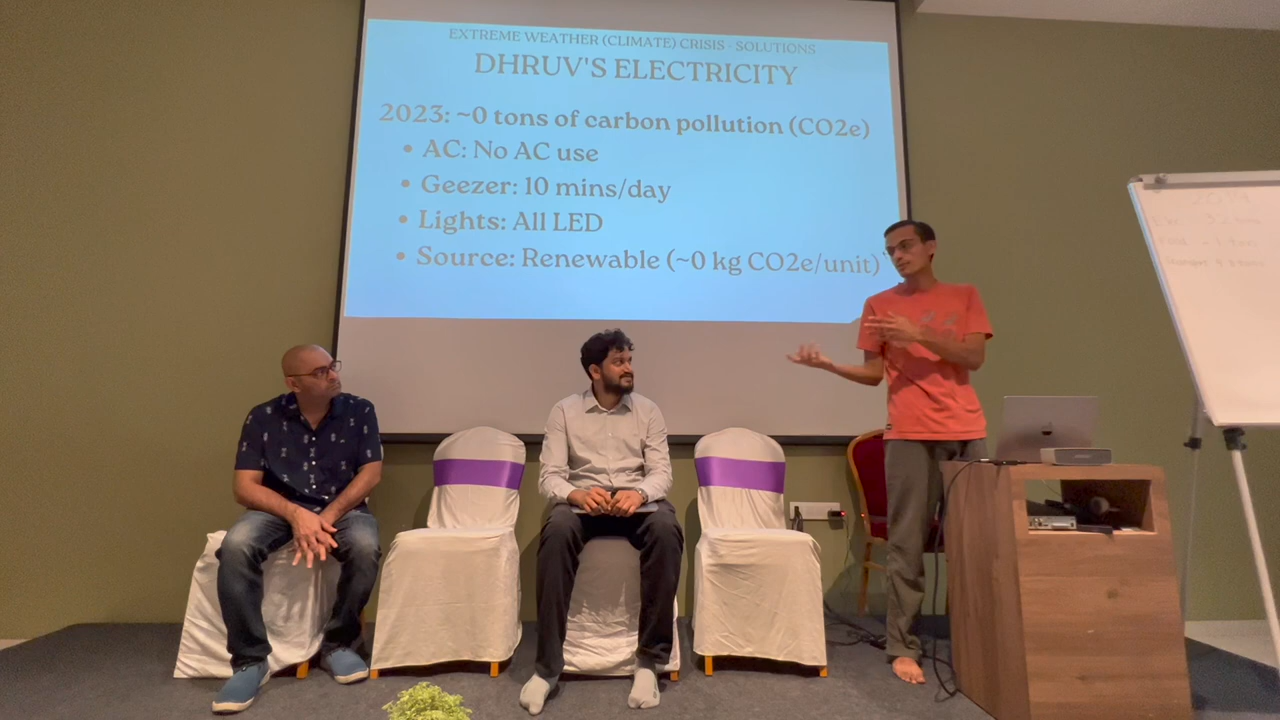 EXTREME WEATHER (CLIMATE) CRISIS - SOLUTIONS
DHRUV'S ELECTRICITY
2023: ~0 tons of carbon pollution (CO2e)
• AC: No AC use
• Geezer: 10 mins/day
• Lights: All LED
• Source: Renewable (~0 kg CO2e/unit)